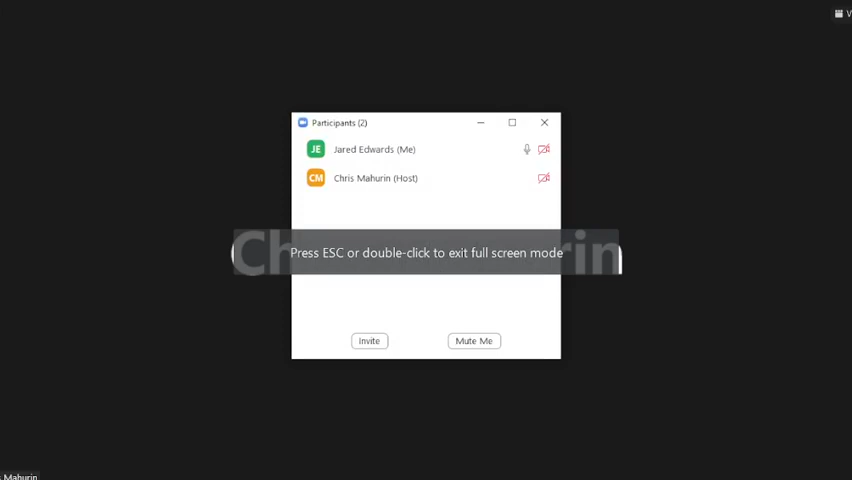 V
Participants (2)
JE Jared Edwards (Me)
CM Chris Mahurin (Host)
Press ESC or double-click to exit full screen mode
Invite Mute Me
s Mahurin